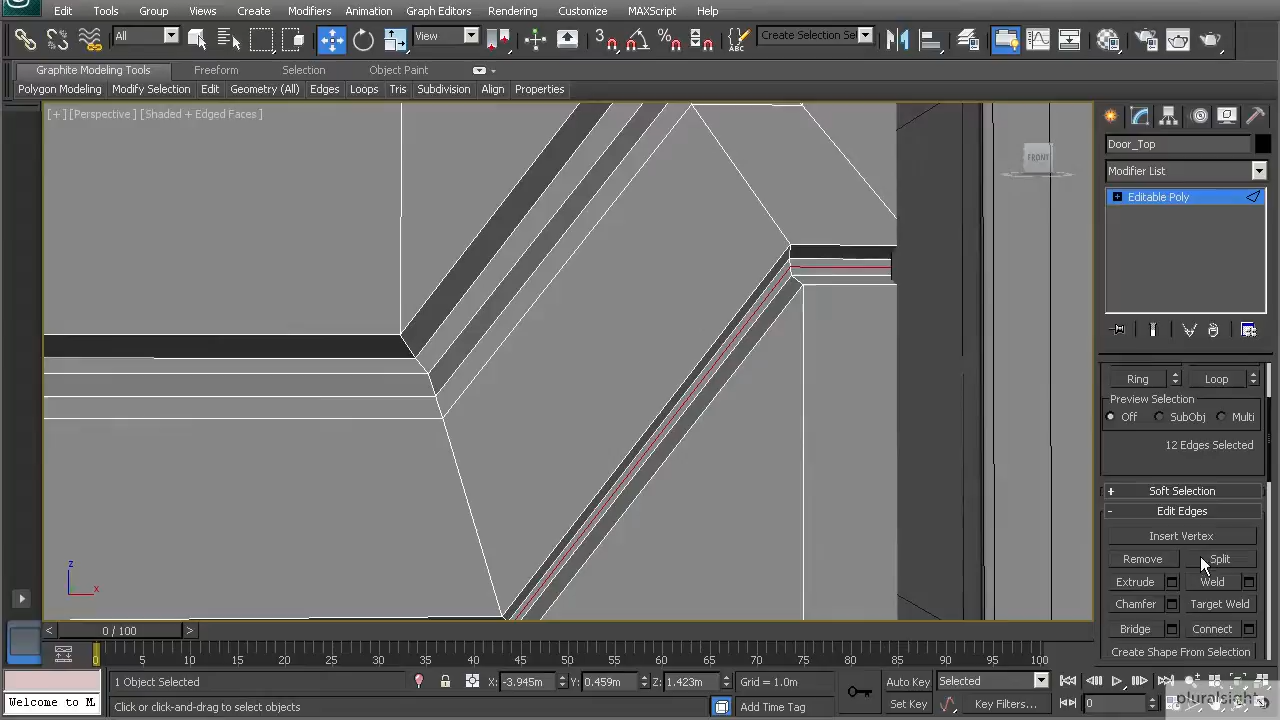 Edit Tools Group Views Create Modifiers Animation Graph Editors Rendering Customize MAXScript Help
All View 3 Create Selection Se
Graphite Modeling Tools Freeform Selection Object Paint
Polygon Modeling Modify Selection Edit Geometry (All) Edges Loops Tris Subdivision Align Properties
[+] [Perspective ] [Shaded + Edged Faces ]
FRONT
Door_Top
Modifier List
Editable Poly
Ring Loop
Preview Selection
Off SubObj Multi
12 Edges Selected
+ Soft Selection
- Edit Edges
Insert Vertex
Remove Split
Extrude Weld
Chamfer Target Weld
Bridge Connect
Create Shape From Selection
z
x
< 0 / 100 >
0 5 10 15 20 25 30 35 40 45 50 55 60 65 70 75 80 85 90 95 100
1 Object Selected X: -3.945m Y: 0.459m Z: 1.423m Grid = 1.0m Auto Key Selected
Welcome to M Click or click-and-drag to select objects Add Time Tag Set Key Key Filters... 0
pluralsight